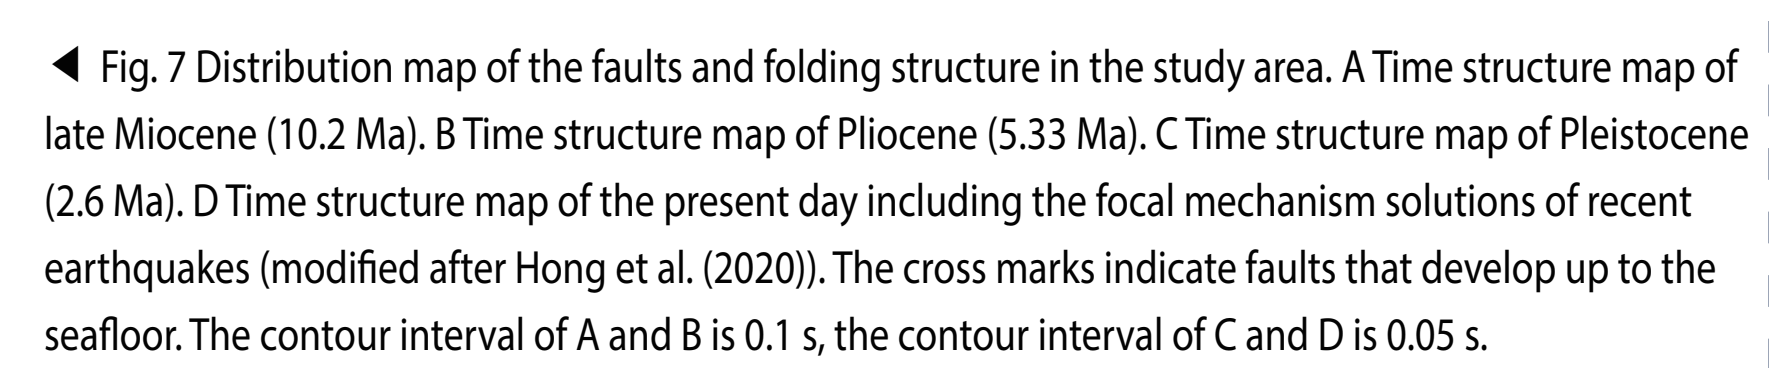 ◀ Fig. 7 Distribution map of the faults and folding structure in the study area. A Time structure map of
late Miocene (10.2 Ma). B Time structure map of Pliocene (5.33 Ma). C Time structure map of Pleistocene
(2.6 Ma). D Time structure map of the present day including the focal mechanism solutions of recent
earthquakes (modified after Hong et al. (2020)). The cross marks indicate faults that develop up to the
seafloor. The contour interval of A and B is 0.1 s, the contour interval of C and D is 0.05 s.